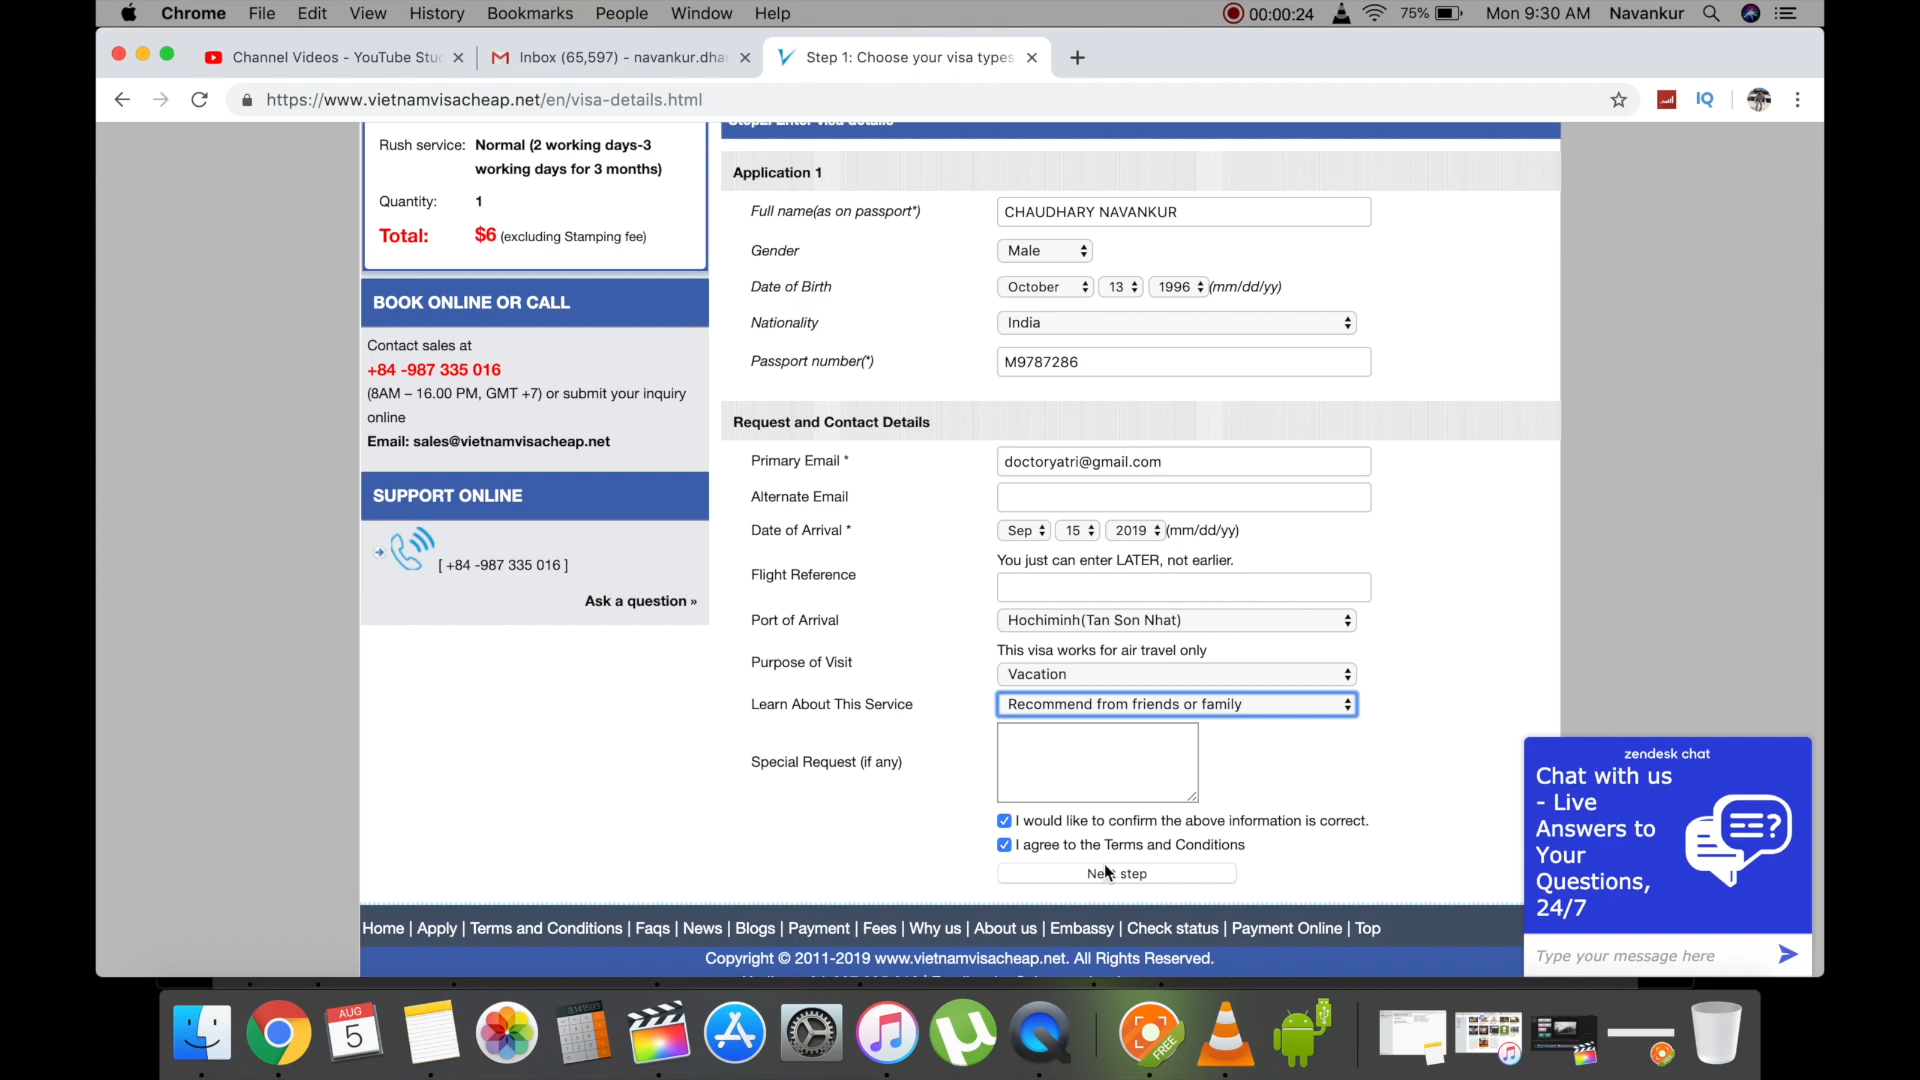 Chrome File Edit View History Bookmarks People Window Help 00:00:24 75% Mon 9:30 AM Navankur
Channel Videos - YouTube Stu
Inbox (65,597) - navankur.dha
Step 1: Choose your visa types
https://www.vietnamvisacheap.net/en/visa-details.html
IQ
Step2: Enter visa details
Rush service: Normal (2 working days-3
working days for 3 months)
Quantity: 1
Total: $6 (excluding Stamping fee)
BOOK ONLINE OR CALL
Contact sales at
+84 -987 335 016
(8AM – 16.00 PM, GMT +7) or submit your inquiry
online
Email: sales@vietnamvisacheap.net
SUPPORT ONLINE
[ +84 -987 335 016 ]
Ask a question »
Application 1
Full name(as on passport*) CHAUDHARY NAVANKUR
Gender Male
Date of Birth October 13 1996 (mm/dd/yy)
Nationality India
Passport number(*) M9787286
Request and Contact Details
Primary Email * doctoryatri@gmail.com
Alternate Email
Date of Arrival * Sep 15 2019 (mm/dd/yy)
You just can enter LATER, not earlier.
Flight Reference
Port of Arrival Hochiminh(Tan Son Nhat)
This visa works for air travel only
Purpose of Visit Vacation
Learn About This Service Recommend from friends or family
Special Request (if any)
I would like to confirm the above information is correct.
I agree to the Terms and Conditions
Next step
zendesk chat
Chat with us
- Live
Answers to
Your
Questions,
24/7
Type your message here
Home | Apply | Terms and Conditions | Faqs | News | Blogs | Payment | Fees | Why us | About us | Embassy | Check status | Payment Online | Top
Copyright © 2011-2019 www.vietnamvisacheap.net. All Rights Reserved.
AUG
5
3.141593
FREE